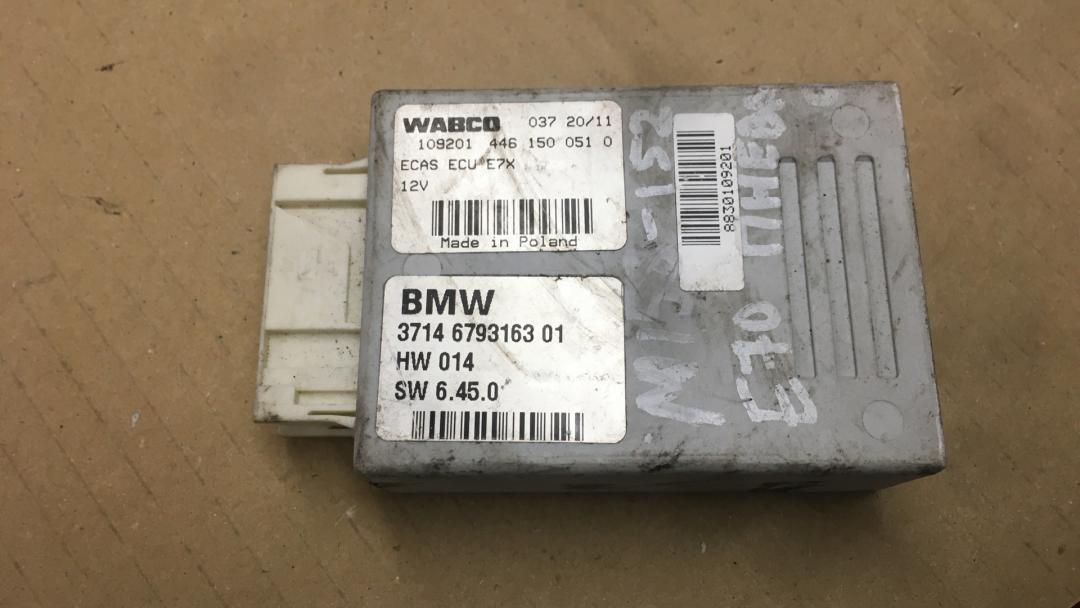 WABCO 037 20/11
109201 446 150 051 0
ECAS ECU E7X
12V
Made in Poland
BMW
3714 6793163 01
HW 014
SW 6.45.0
8830109201
E70